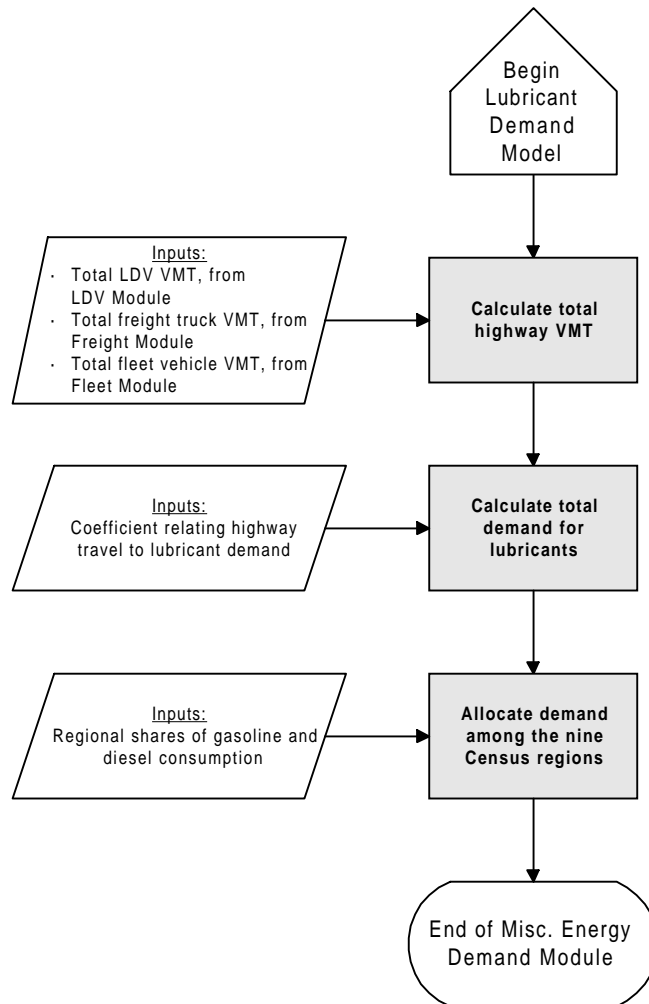 Begin
Lubricant
Demand
Model
Inputs:
· Total LDV VMT, from
LDV Module
· Total freight truck VMT, from
Freight Module
· Total fleet vehicle VMT, from
Fleet Module
Calculate total
highway VMT
Inputs:
Coefficient relating highway
travel to lubricant demand
Calculate total
demand for
lubricants
Inputs:
Regional shares of gasoline and
diesel consumption
Allocate demand
among the nine
Census regions
End of Misc. Energy
Demand Module